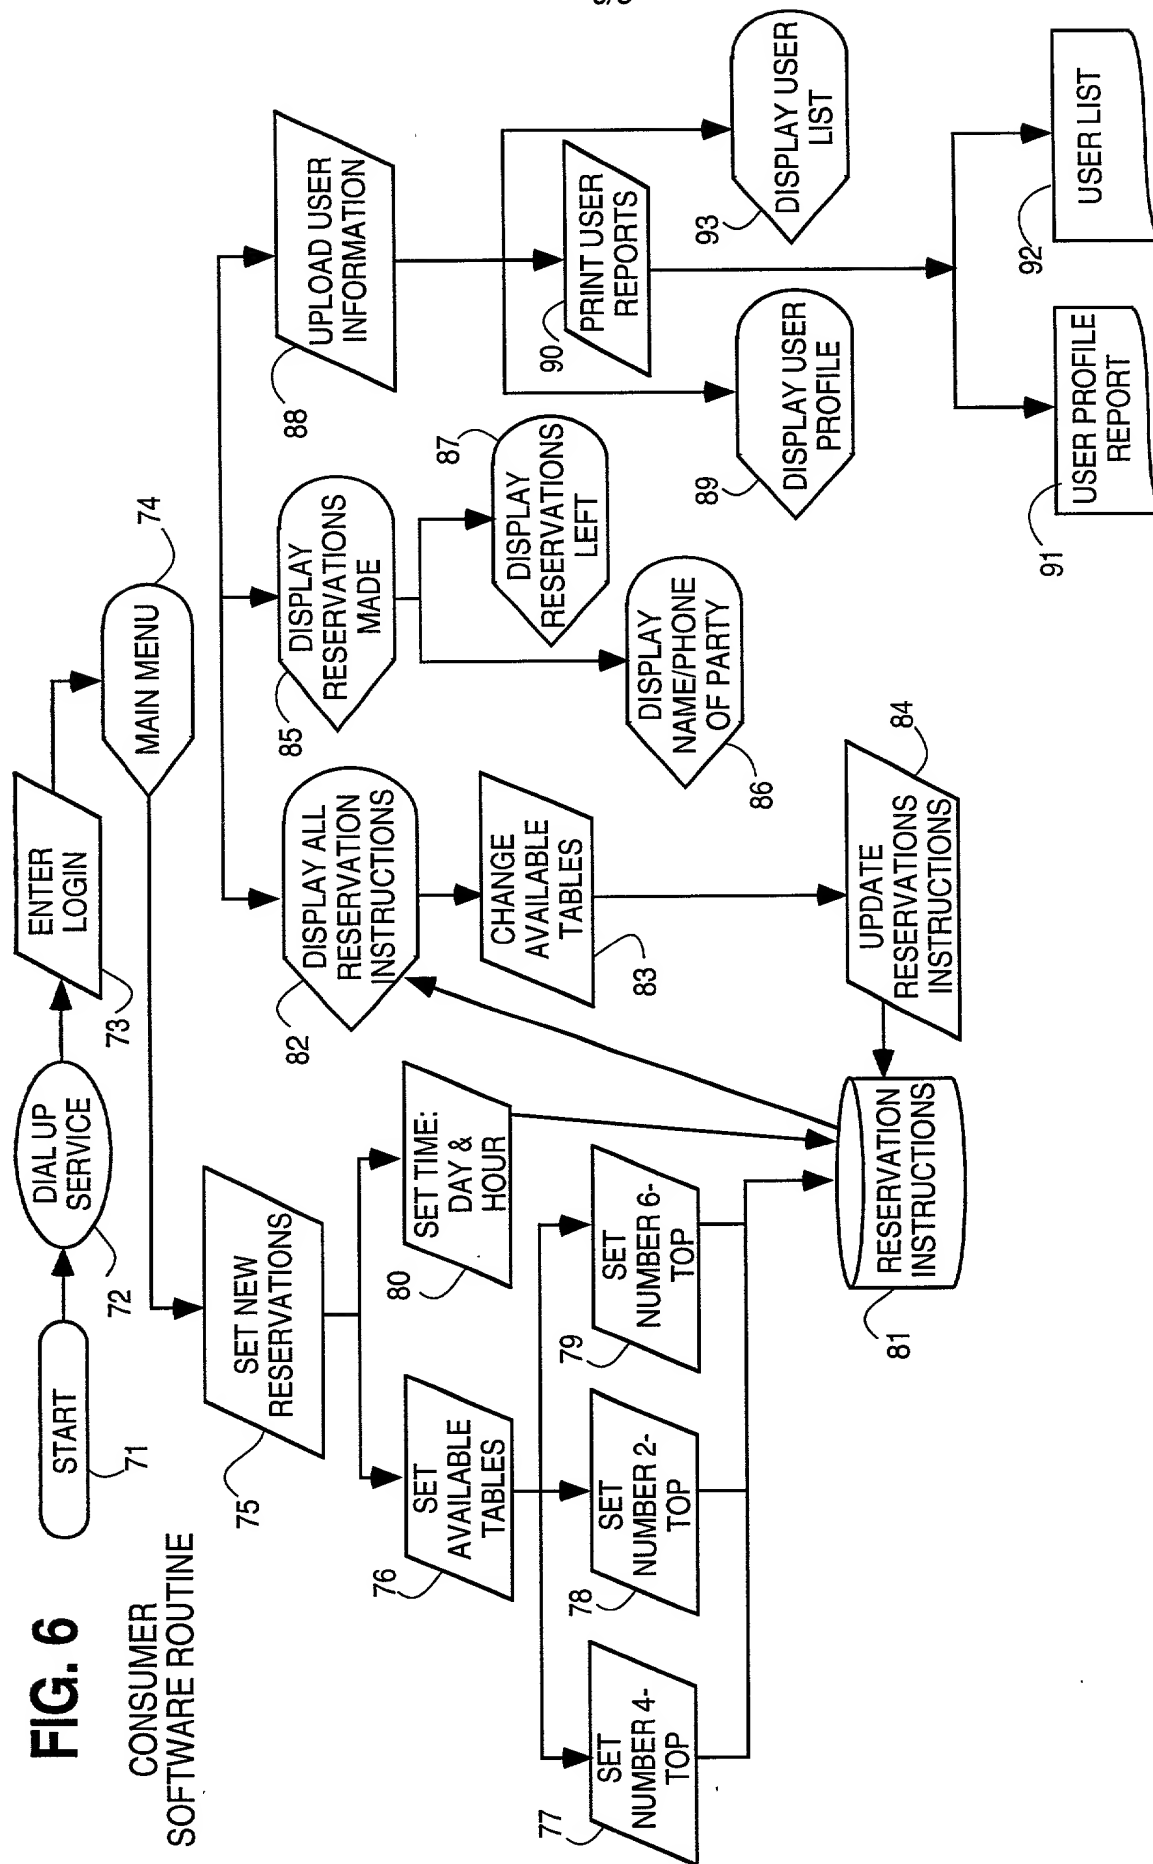 FIG. 6
CONSUMER
SOFTWARE ROUTINE
START
71
DIAL UP
SERVICE
72
ENTER
LOGIN
73
MAIN MENU
74
SET NEW
RESERVATIONS
75
SET
AVAILABLE
TABLES
76
SET TIME:
DAY &
HOUR
80
SET
NUMBER 4-
TOP
77
SET
NUMBER 2-
TOP
78
SET
NUMBER 6-
TOP
79
RESERVATION
INSTRUCTIONS
81
DISPLAY ALL
RESERVATION
INSTRUCTIONS
82
CHANGE
AVAILABLE
TABLES
83
UPDATE
RESERVATIONS
INSTRUCTIONS
84
DISPLAY
RESERVATIONS
MADE
85
DISPLAY
NAME/PHONE
OF PARTY
86
DISPLAY
RESERVATIONS
LEFT
87
UPLOAD USER
INFORMATION
88
DISPLAY USER
PROFILE
89
PRINT USER
REPORTS
90
DISPLAY USER
LIST
93
USER PROFILE
REPORT
91
USER LIST
92